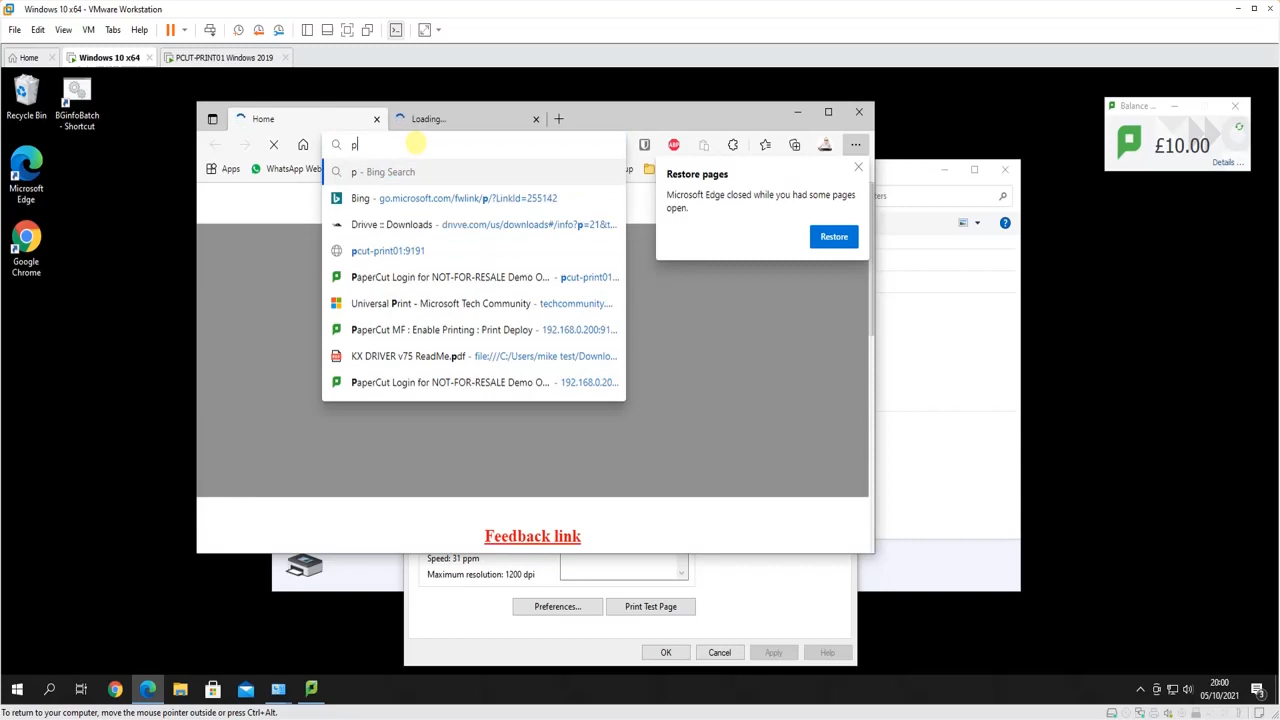 Windows 10 x64 - VMware Workstation
File Edit View VM Tabs Help
Home Windows 10 x64 PCUT-PRINT01 Windows 2019
Recycle Bin
BGinfoBatch - Shortcut
Microsoft Edge
Google Chrome
Home Loading...
p
Apps WhatsApp Web
p - Bing Search
Bing - go.microsoft.com/fwlink/p/?LinkId=255142
Drivve :: Downloads - drivve.com/us/downloads#/info?p=21&t...
pcut-print01:9191
PaperCut Login for NOT-FOR-RESALE Demo O... - pcut-print01...
Universal Print - Microsoft Tech Community - techcommunity....
PaperCut MF : Enable Printing : Print Deploy - 192.168.0.200:91...
KX DRIVER v75 ReadMe.pdf - file:///C:/Users/mike test/Downlo...
PaperCut Login for NOT-FOR-RESALE Demo O... - 192.168.0.20...
Restore pages
Microsoft Edge closed while you had some pages
open.
Restore
Balance ...
£10.00
Details ...
Feedback link
Speed: 31 ppm
Maximum resolution: 1200 dpi
Preferences... Print Test Page
OK Cancel Apply Help
20:00
05/10/2021
To return to your computer, move the mouse pointer outside or press Ctrl+Alt.